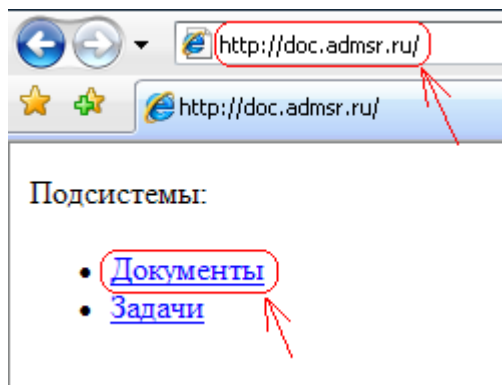 http://doc.admsr.ru/
http://doc.admsr.ru/
Подсистемы:
Документы
Задачи